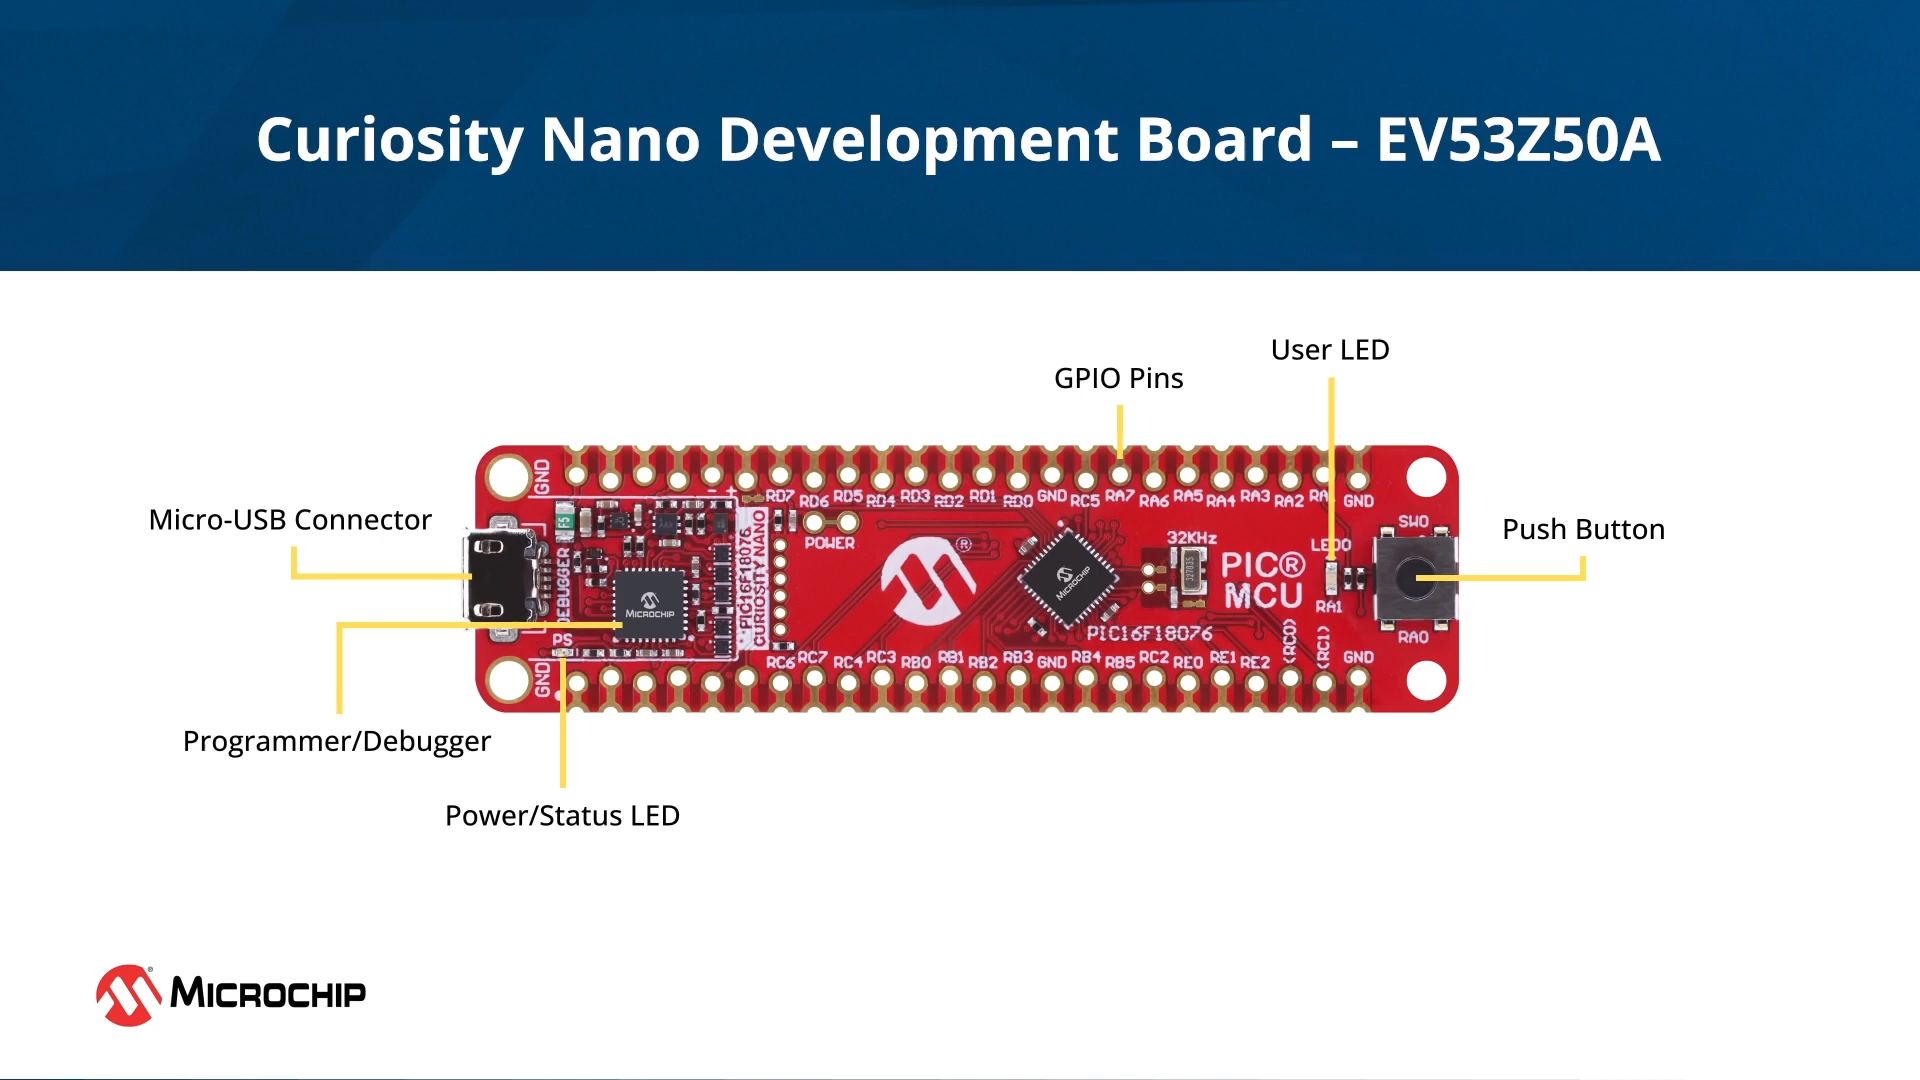 Curiosity Nano Development Board – EV53Z50A
User LED
GPIO Pins
Micro-USB Connector
Push Button
Programmer/Debugger
Power/Status LED
GND
- +
RD7 RD6 RD5 RD4 RD3 RD2 RD1 RD0 GND RC5 RA7 RA6 RA5 RA4 RA3 RA2 RA1 GND
F5
DEBUGGER
PS
GND
MICROCHIP
PIC16F18076
CURIOSITY NANO
POWER
®
MICROCHIP
PIC16F18076
32KHz
PIC®
MCU
LED0
RA1
SW0
RA0
RC6 RC7 RC4 RC3 RB0 RB1 RB2 RB3 GND RB4 RB5 RC2 RE0 RE1 RE2 (RC0) (RC1) GND
MICROCHIP